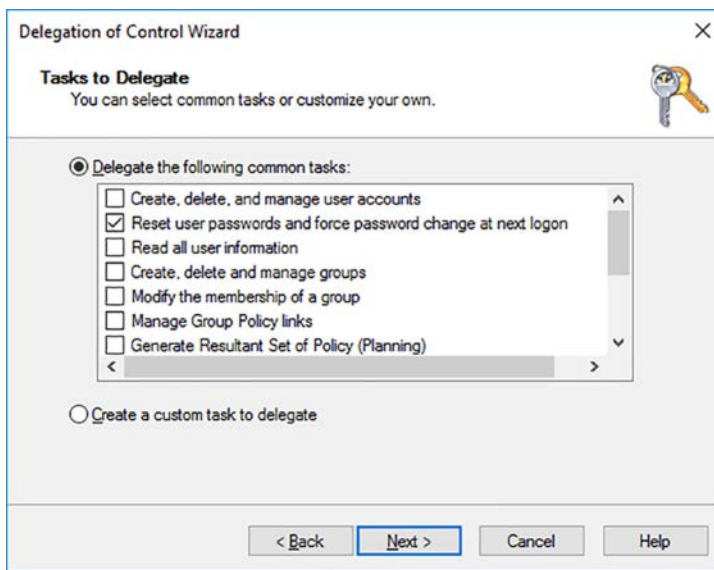 Delegation of Control Wizard
Tasks to Delegate
You can select common tasks or customize your own.
Delegate the following common tasks:
Create, delete, and manage user accounts
Reset user passwords and force password change at next logon
Read all user information
Create, delete and manage groups
Modify the membership of a group
Manage Group Policy links
Generate Resultant Set of Policy (Planning)
Create a custom task to delegate
< Back Next > Cancel Help